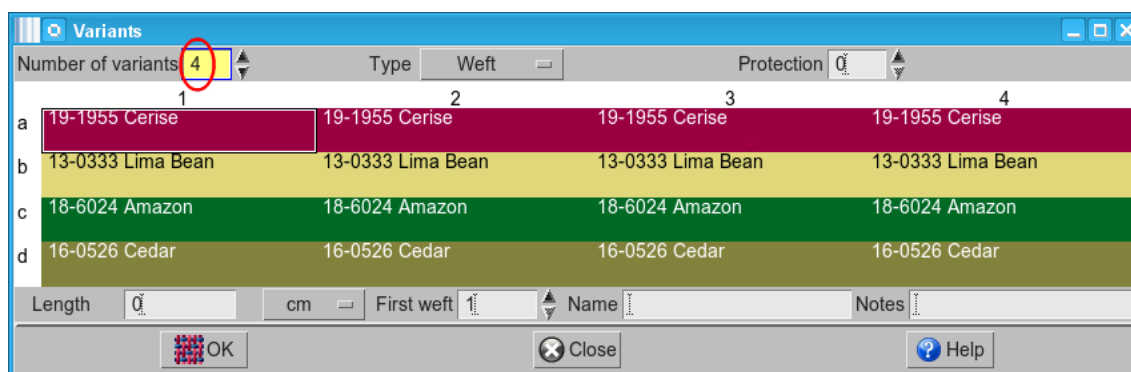 Variants
Number of variants 4 Type Weft Protection 0
1 2 3 4
a 19-1955 Cerise 19-1955 Cerise 19-1955 Cerise 19-1955 Cerise
b 13-0333 Lima Bean 13-0333 Lima Bean 13-0333 Lima Bean 13-0333 Lima Bean
c 18-6024 Amazon 18-6024 Amazon 18-6024 Amazon 18-6024 Amazon
d 16-0526 Cedar 16-0526 Cedar 16-0526 Cedar 16-0526 Cedar
Length 0 cm First weft 1 Name Notes
OK Close Help